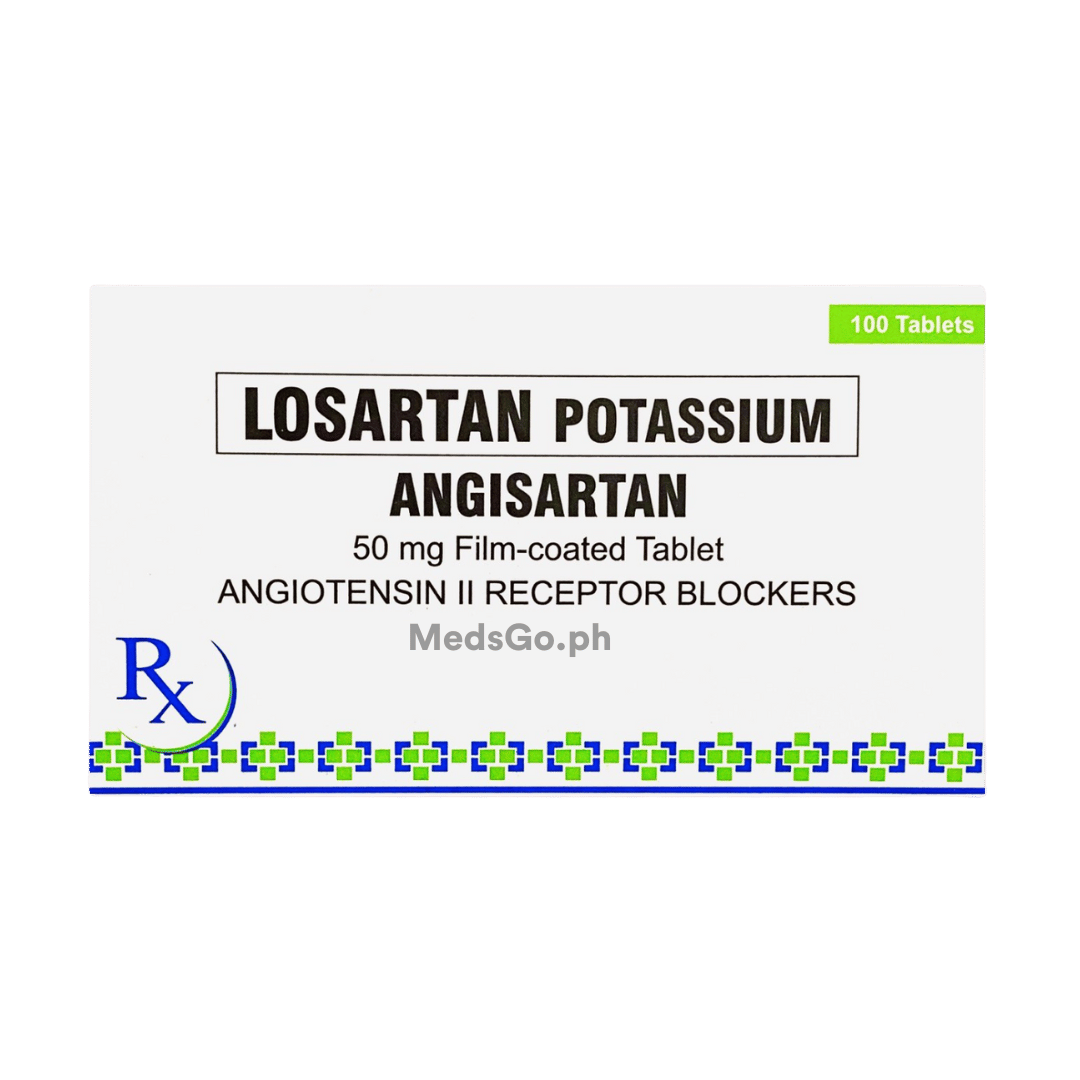 100 Tablets
LOSARTAN POTASSIUM
ANGISARTAN
50 mg Film-coated Tablet
ANGIOTENSIN II RECEPTOR BLOCKERS
MedsGo.ph
Rx